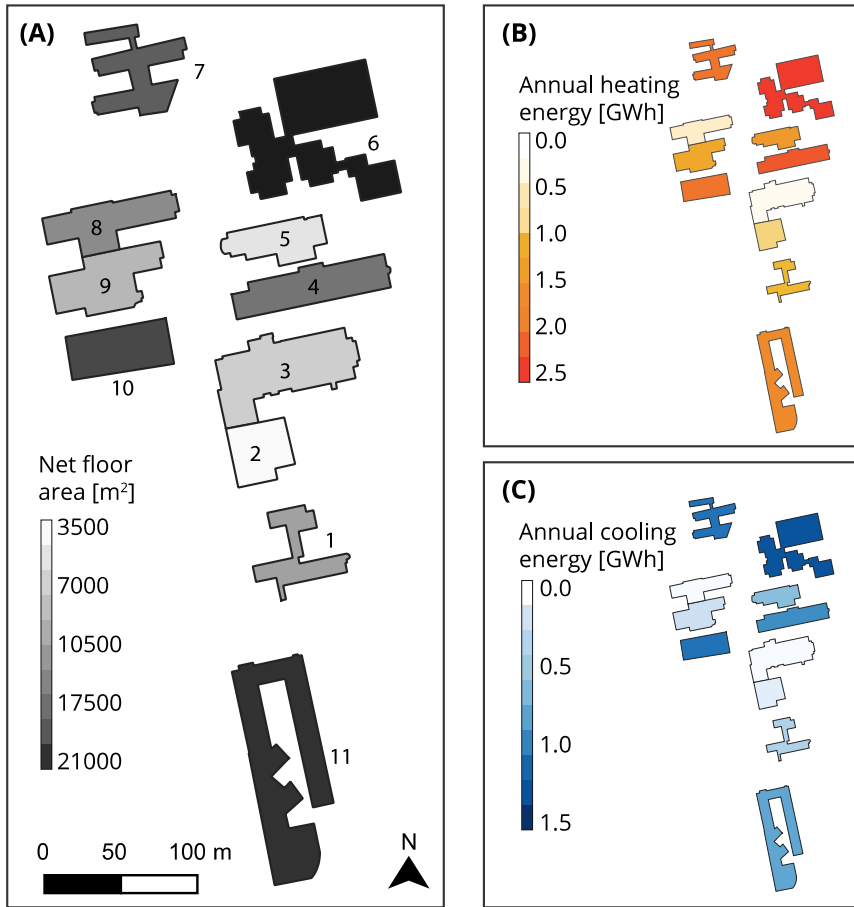 (A)
7
6
8
5
9
4
10
3
2
Net floor
area [m²]
3500
7000
10500
17500
21000
1
11
0 50 100 m
N
(B)
Annual heating
energy [GWh]
0.0
0.5
1.0
1.5
2.0
2.5
(C)
Annual cooling
energy [GWh]
0.0
0.5
1.0
1.5